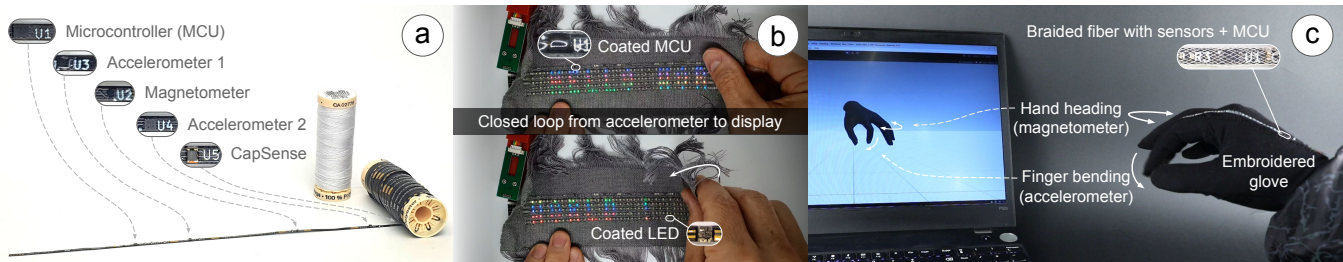 U1
Microcontroller (MCU)
U3
Accelerometer 1
U2
Magnetometer
U4
Accelerometer 2
U5
CapSense
a
U1
Coated MCU
b
Closed loop from accelerometer to display
Coated LED
Braided fiber with sensors + MCU
c
R3 U1
Hand heading
(magnetometer)
Finger bending
(accelerometer)
Embroidered
glove